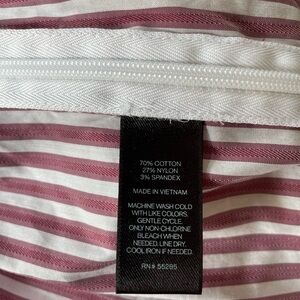 70% COTTON
27% NYLON
3% SPANDEX
MADE IN VIETNAM
MACHINE WASH COLD
WITH LIKE COLORS.
GENTLE CYCLE.
ONLY NON-CHLORINE
BLEACH WHEN
NEEDED. LINE DRY.
COOL IRON IF NEEDED.
RN# 55285